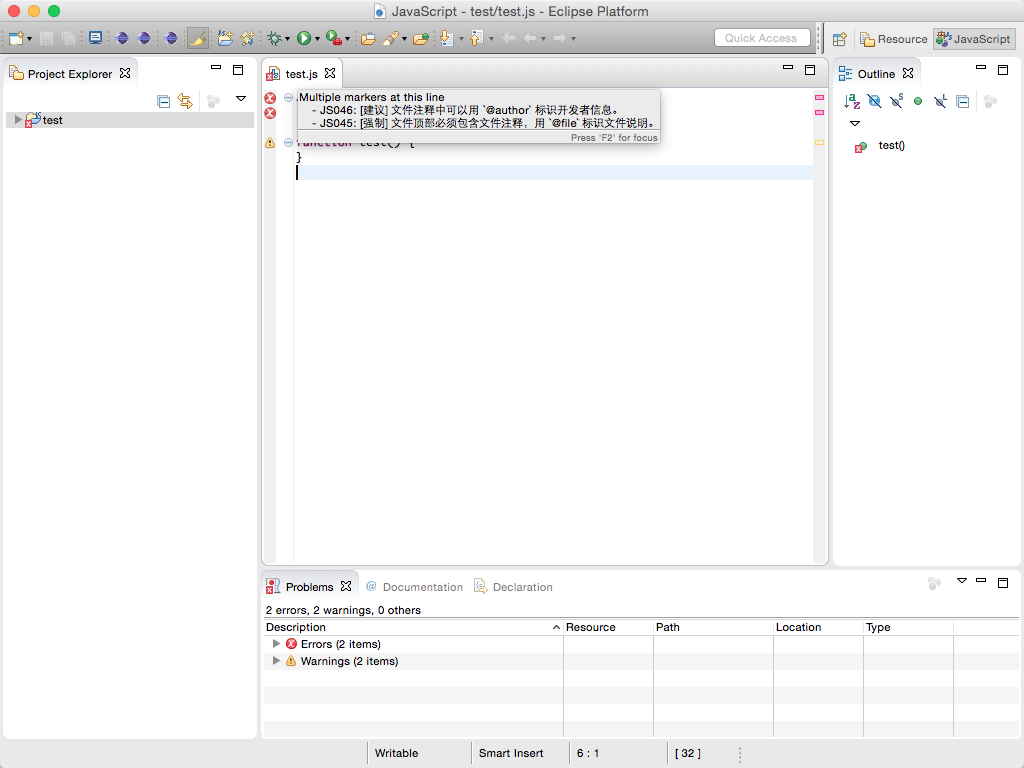 JavaScript - test/test.js - Eclipse Platform
Quick Access
Resource
JavaScript
Project Explorer
test.js
Outline
Multiple markers at this line
- JS046: [建议] 文件注释中可以用 `@author` 标识开发者信息。
- JS045: [强制] 文件顶部必须包含文件注释，用 `@file` 标识文件说明。
Press 'F2' for focus
test
function test() {
}
test()
Problems
@ Documentation
Declaration
2 errors, 2 warnings, 0 others
Description
Resource
Path
Location
Type
Errors (2 items)
Warnings (2 items)
Writable
Smart Insert
6 : 1
[ 32 ]